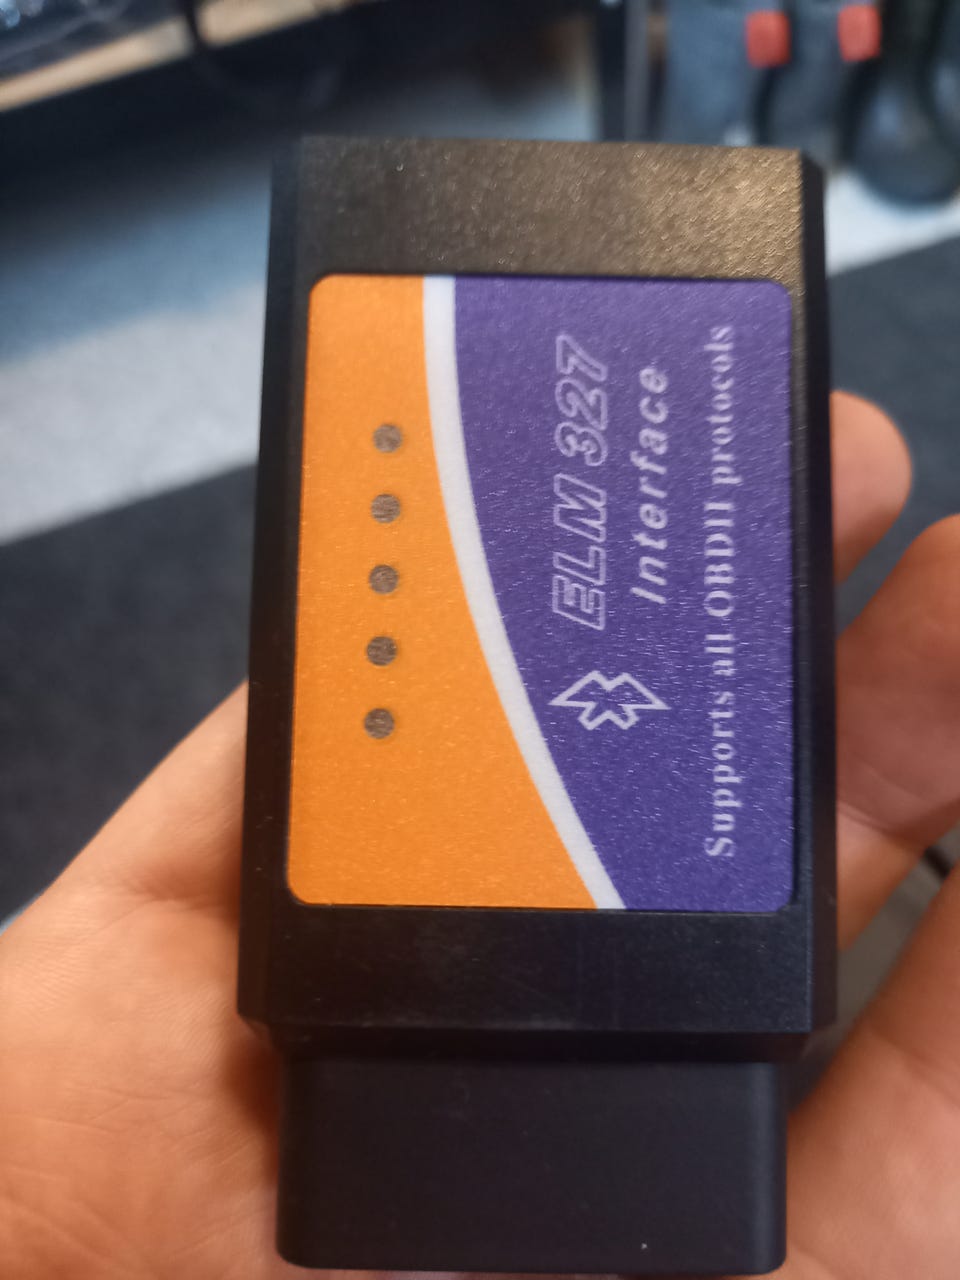 ELM 327
Interface
Supports all OBDII protocols